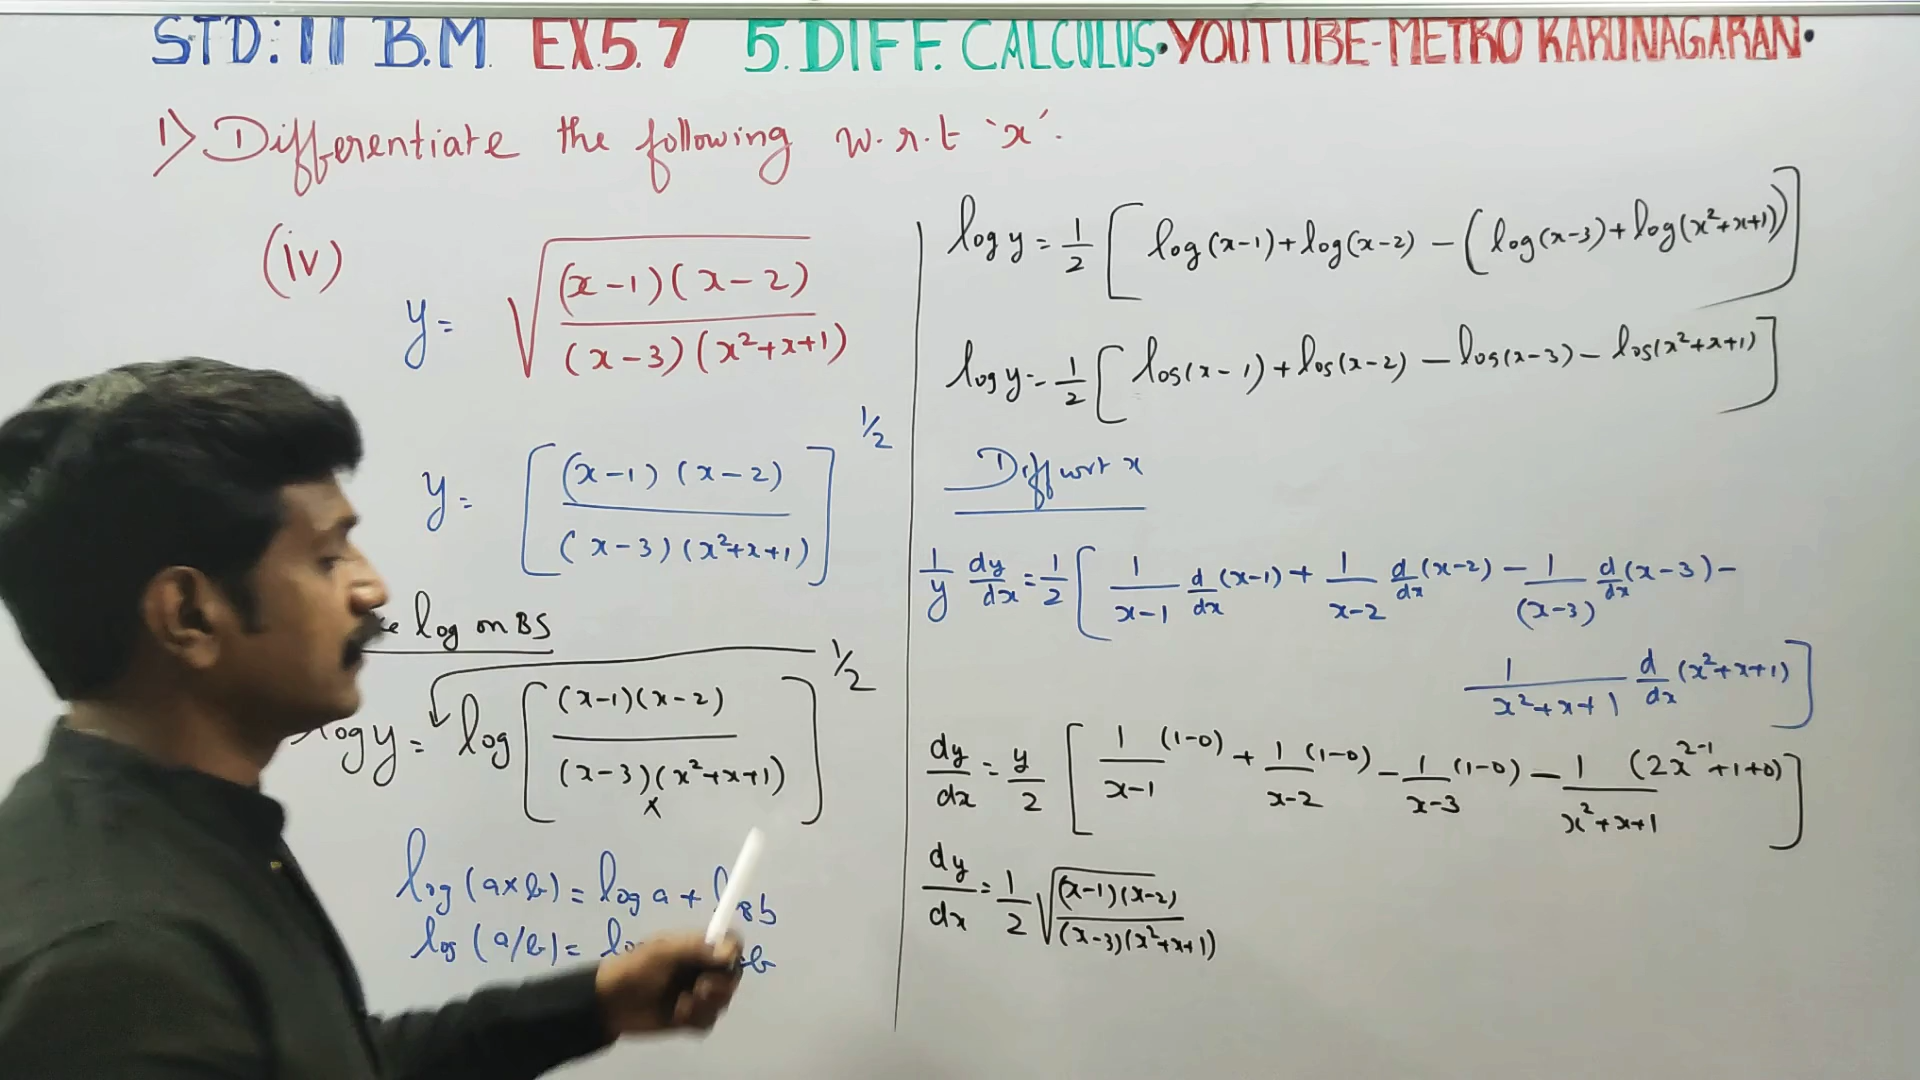 STD: 11 B.M. EX.5.7 5. DIFF. CALCULUS • YOUTUBE-METRO KARUNAGARAN •
1) Differentiate the following w.r.t 'x'.
(iv)
y = √((x-1)(x-2) / (x-3)(x²+x+1))
y = [(x-1)(x-2) / (x-3)(x²+x+1)]^1/2
log on BS
log y = log [(x-1)(x-2) / (x-3)(x²+x+1)]^1/2
x
log (a×b) = log a +
log (a/b) =
log y = 1/2 [log(x-1)+log(x-2) - (log(x-3)+log(x²+x+1))]
log y = 1/2 [log(x-1)+log(x-2) - log(x-3) - log(x²+x+1)]
Diff wrt x
1/y dy/dx = 1/2 [1/(x-1) d/dx (x-1) + 1/(x-2) d/dx (x-2) - 1/(x-3) d/dx (x-3) -
1/(x²+x+1) d/dx (x²+x+1)]
dy/dx = y/2 [1/(x-1) (1-0) + 1/(x-2) (1-0) - 1/(x-3) (1-0) - 1/(x²+x+1) (2x^2-1 +1+0)]
dy/dx = 1/2 √((x-1)(x-2) / (x-3)(x²+x+1))